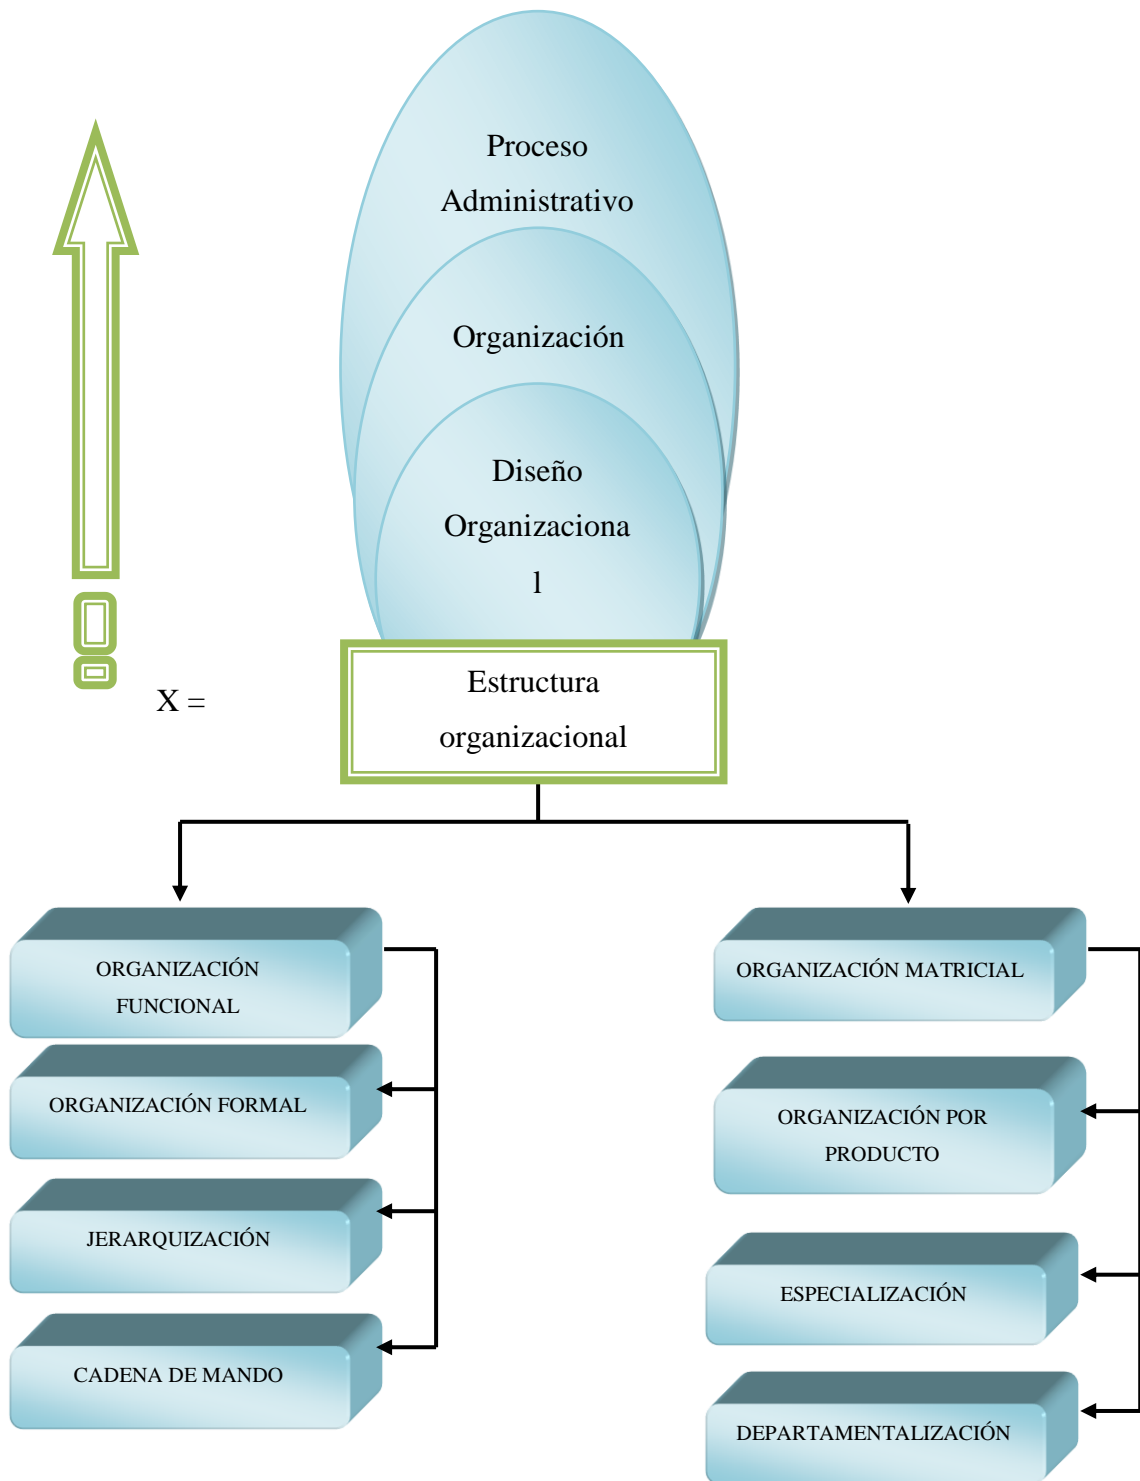 Proceso
Administrativo
Organización
Diseño
Organizaciona
l
X =
Estructura
organizacional
ORGANIZACIÓN
FUNCIONAL
ORGANIZACIÓN FORMAL
JERARQUIZACIÓN
CADENA DE MANDO
ORGANIZACIÓN MATRICIAL
ORGANIZACIÓN POR
PRODUCTO
ESPECIALIZACIÓN
DEPARTAMENTALIZACIÓN